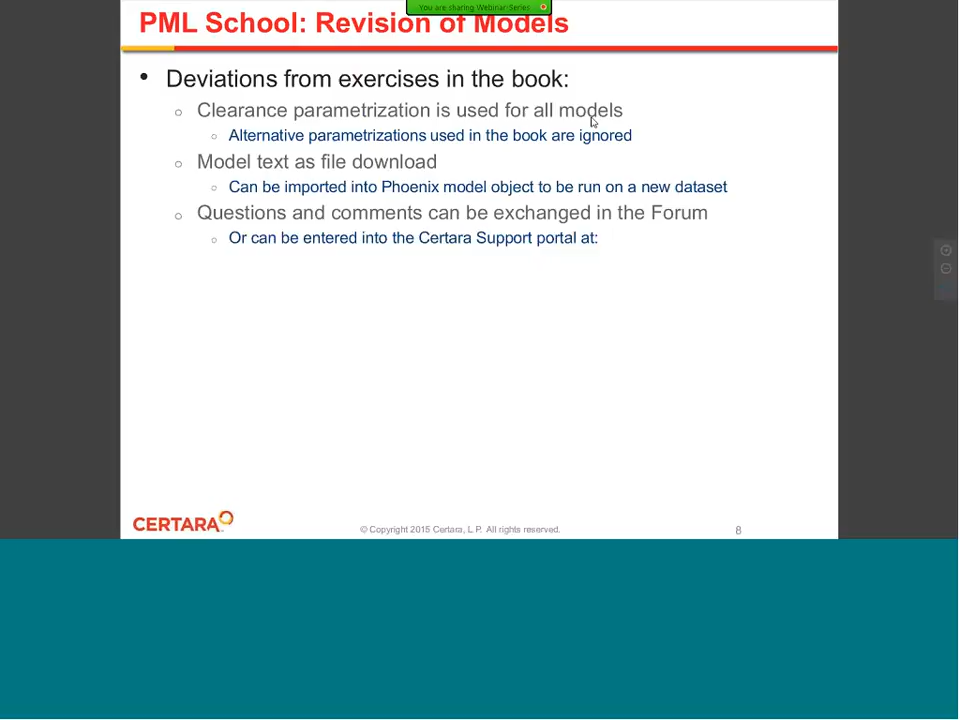 You are sharing Webinar-Series
PML School: Revision of Models
• Deviations from exercises in the book:
○ Clearance parametrization is used for all models
○ Alternative parametrizations used in the book are ignored
○ Model text as file download
○ Can be imported into Phoenix model object to be run on a new dataset
○ Questions and comments can be exchanged in the Forum
○ Or can be entered into the Certara Support portal at:
CERTARA
© Copyright 2015 Certara, L.P. All rights reserved.
8